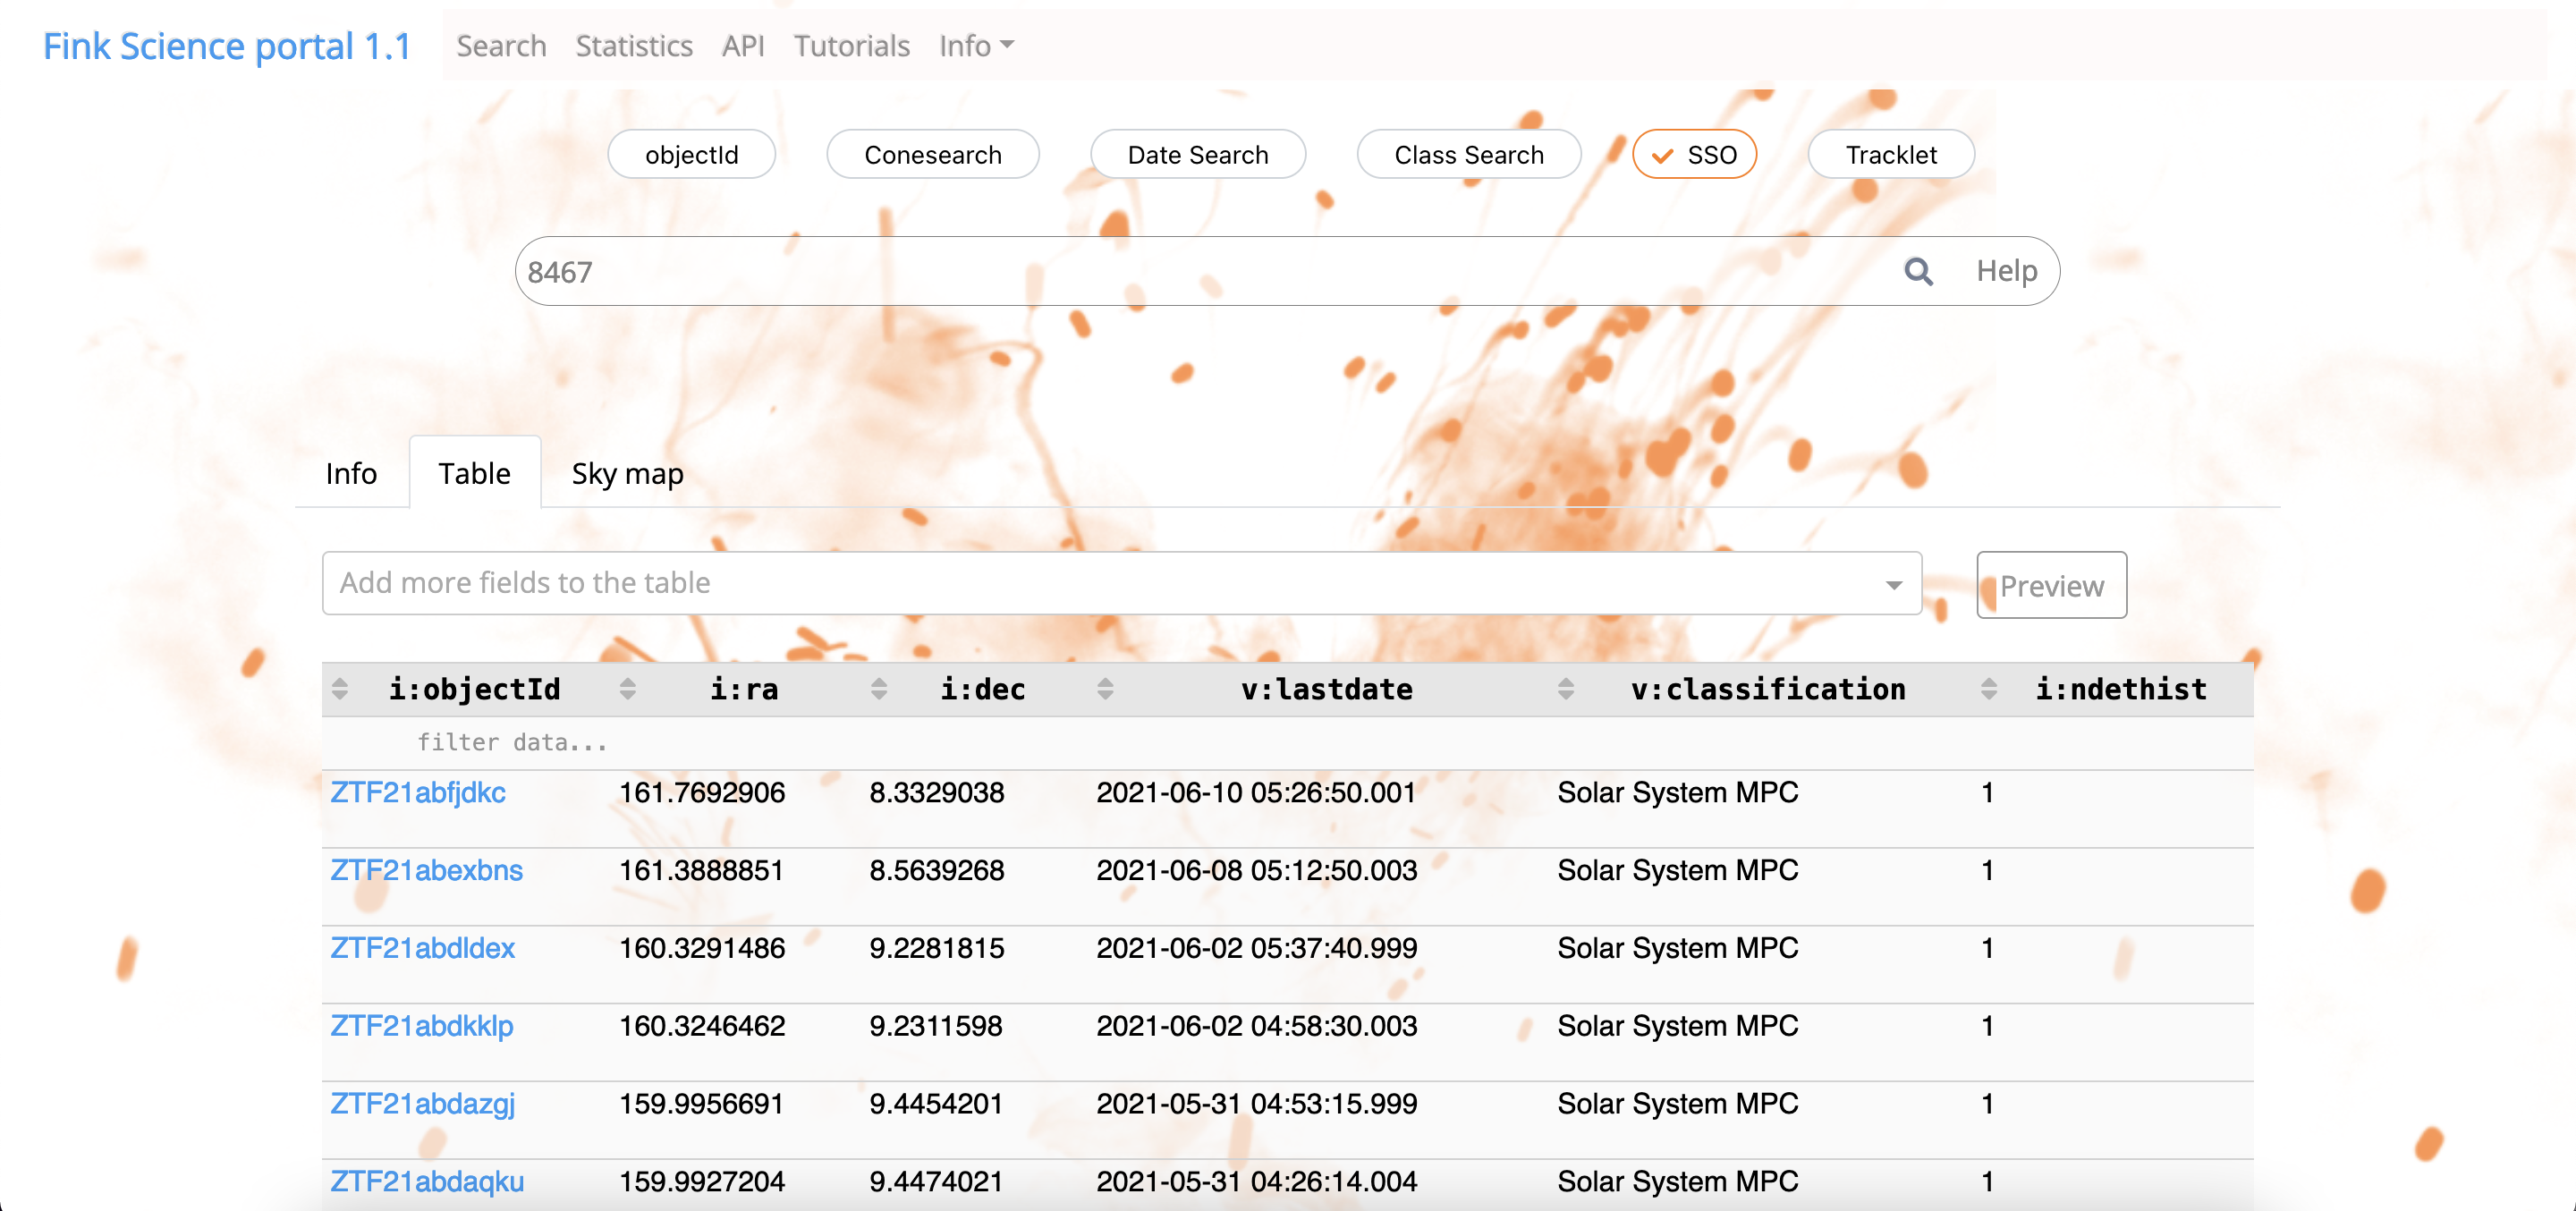 Fink Science portal 1.1 Search Statistics API Tutorials Info
objectId Conesearch Date Search Class Search SSO Tracklet
8467 Help
Info Table Sky map
Add more fields to the table Preview
i:objectId i:ra i:dec v:lastdate v:classification i:ndethist
filter data...
ZTF21abfjdkc 161.7692906 8.3329038 2021-06-10 05:26:50.001 Solar System MPC 1
ZTF21abexbns 161.3888851 8.5639268 2021-06-08 05:12:50.003 Solar System MPC 1
ZTF21abdldex 160.3291486 9.2281815 2021-06-02 05:37:40.999 Solar System MPC 1
ZTF21abdkklp 160.3246462 9.2311598 2021-06-02 04:58:30.003 Solar System MPC 1
ZTF21abdazgj 159.9956691 9.4454201 2021-05-31 04:53:15.999 Solar System MPC 1
ZTF21abdaqku 159.9927204 9.4474021 2021-05-31 04:26:14.004 Solar System MPC 1